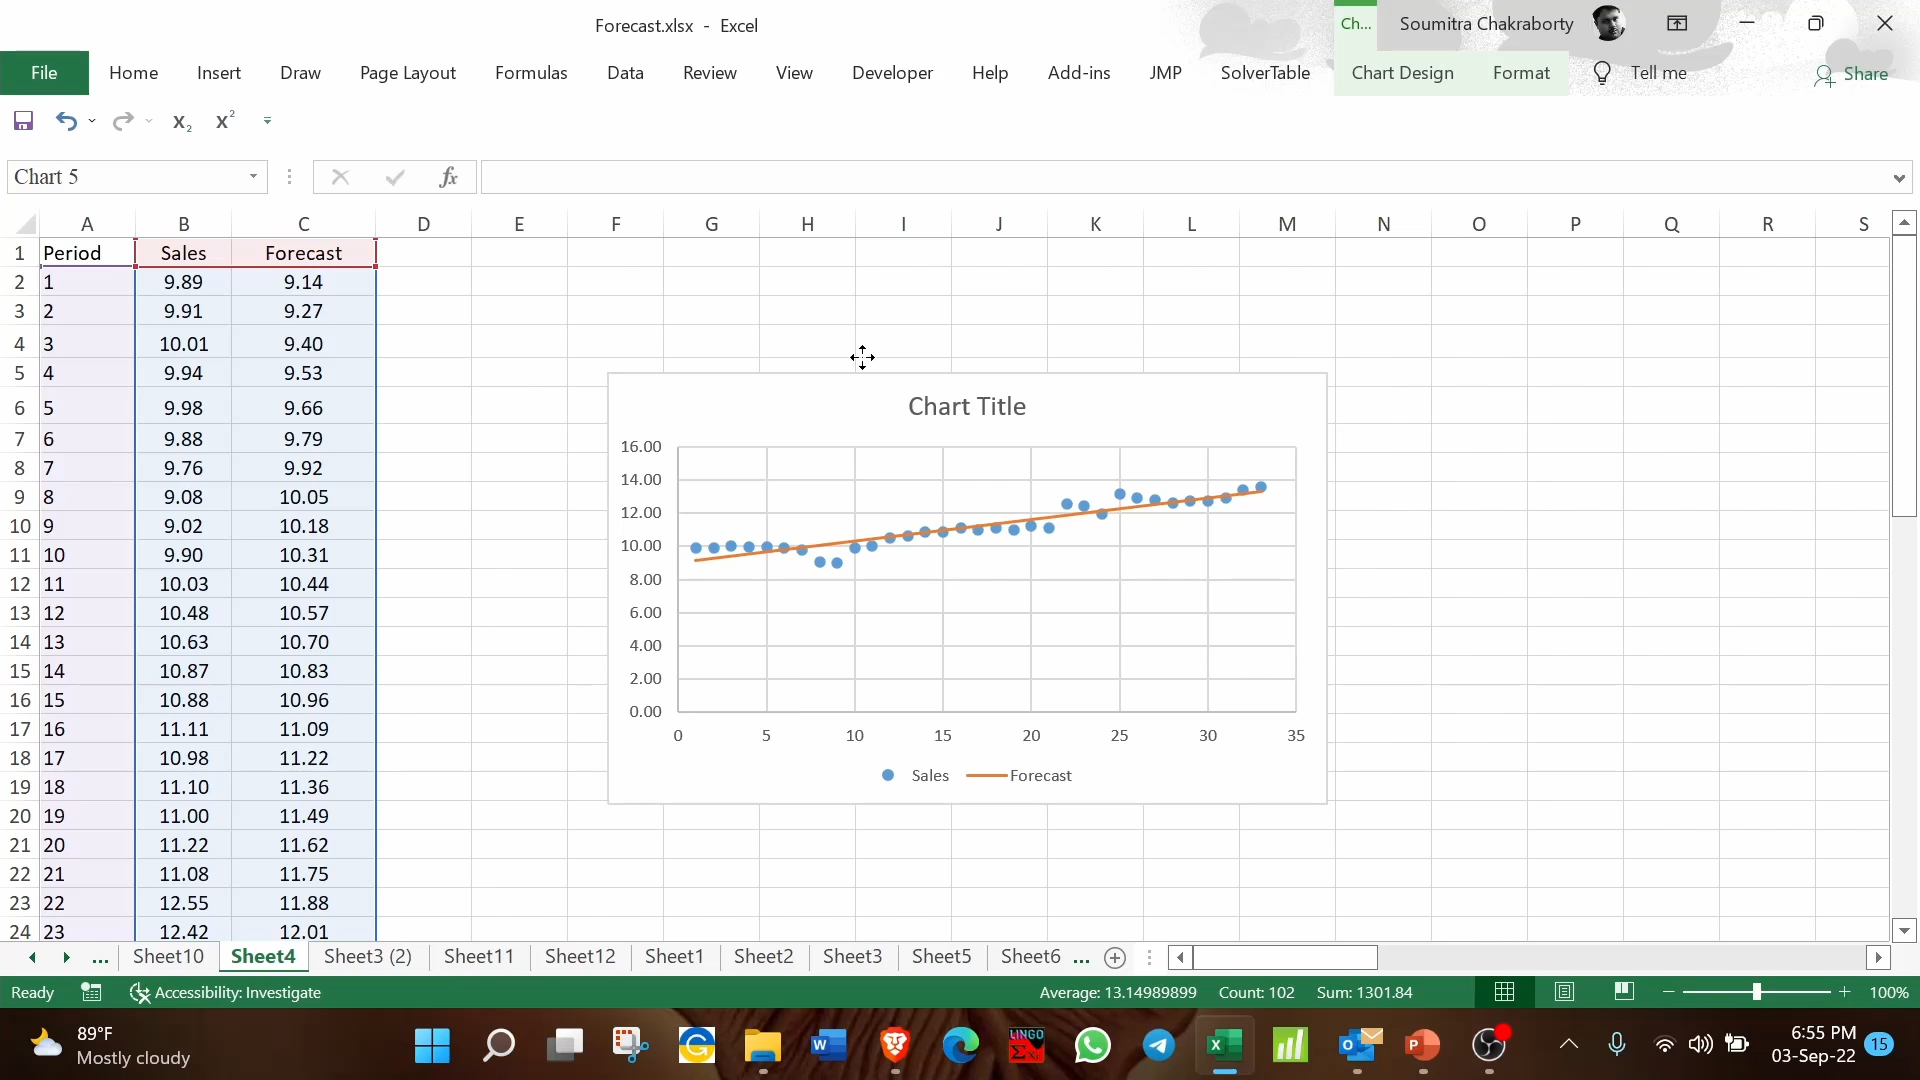 Forecast.xlsx - Excel
Ch...
Soumitra Chakraborty
File Home Insert Draw Page Layout Formulas Data Review View Developer Help Add-ins JMP SolverTable Chart Design Format Tell me Share
X₂ X²
Chart 5 fx
A B C D E F G H I J K L M N O P Q R S
1 Period Sales Forecast
2 1 9.89 9.14
3 2 9.91 9.27
4 3 10.01 9.40
5 4 9.94 9.53
6 5 9.98 9.66
7 6 9.88 9.79
8 7 9.76 9.92
9 8 9.08 10.05
10 9 9.02 10.18
11 10 9.90 10.31
12 11 10.03 10.44
13 12 10.48 10.57
14 13 10.63 10.70
15 14 10.87 10.83
16 15 10.88 10.96
17 16 11.11 11.09
18 17 10.98 11.22
19 18 11.10 11.36
20 19 11.00 11.49
21 20 11.22 11.62
22 21 11.08 11.75
23 22 12.55 11.88
24 23 12.42 12.01
Chart Title
16.00
14.00
12.00
10.00
8.00
6.00
4.00
2.00
0.00
0 5 10 15 20 25 30 35
Sales Forecast
... Sheet10 Sheet4 Sheet3 (2) Sheet11 Sheet12 Sheet1 Sheet2 Sheet3 Sheet5 Sheet6 ...
Ready Accessibility: Investigate Average: 13.14989899 Count: 102 Sum: 1301.84 100%
89°F
Mostly cloudy
LINGO
6:55 PM
03-Sep-22
15